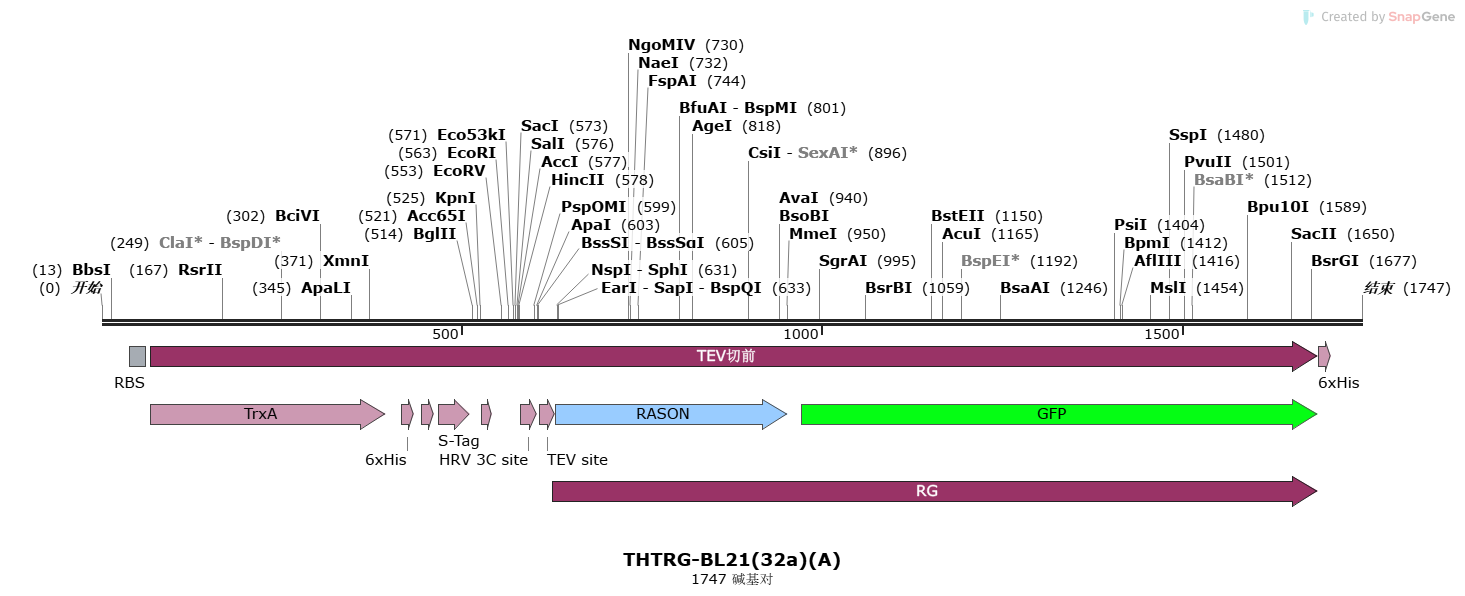 Created by SnapGene
NgoMIV (730)
NaeI (732)
FspAI (744)
BfuAI - BspMI (801)
(571) Eco53kI
SacI (573)
AgeI (818)
(563) EcoRI
SalI (576)
CsiI - SexAI* (896)
(553) EcoRV
AccI (577)
HincII (578)
SspI (1480)
PvuII (1501)
BsaBI* (1512)
(525) KpnI
PspOMI (599)
AvaI (940)
(302) BciVI
(521) Acc65I
ApaI (603)
BsoBI
BstEII (1150)
Bpu10I (1589)
(514) BglII
BssSI - BssSαI (605)
MmeI (950)
AcuI (1165)
PsiI (1404)
SacII (1650)
(249) ClaI* - BspDI*
BpmI (1412)
(371) XmnI
NspI - SphI (631)
SgrAI (995)
BspEI* (1192)
AflIII (1416)
BsrGI (1677)
(13) BbsI
(167) RsrII
(0) 开始
(345) ApaLI
EarI - SapI - BspQI (633)
BsrBI (1059)
BsaAI (1246)
MslI (1454)
结束 (1747)
500
1000
1500
TEV切前
RBS
6xHis
TrxA
RASON
GFP
S-Tag
6xHis
HRV 3C site
TEV site
RG
THTRG-BL21(32a)(A)
1747 碱基对